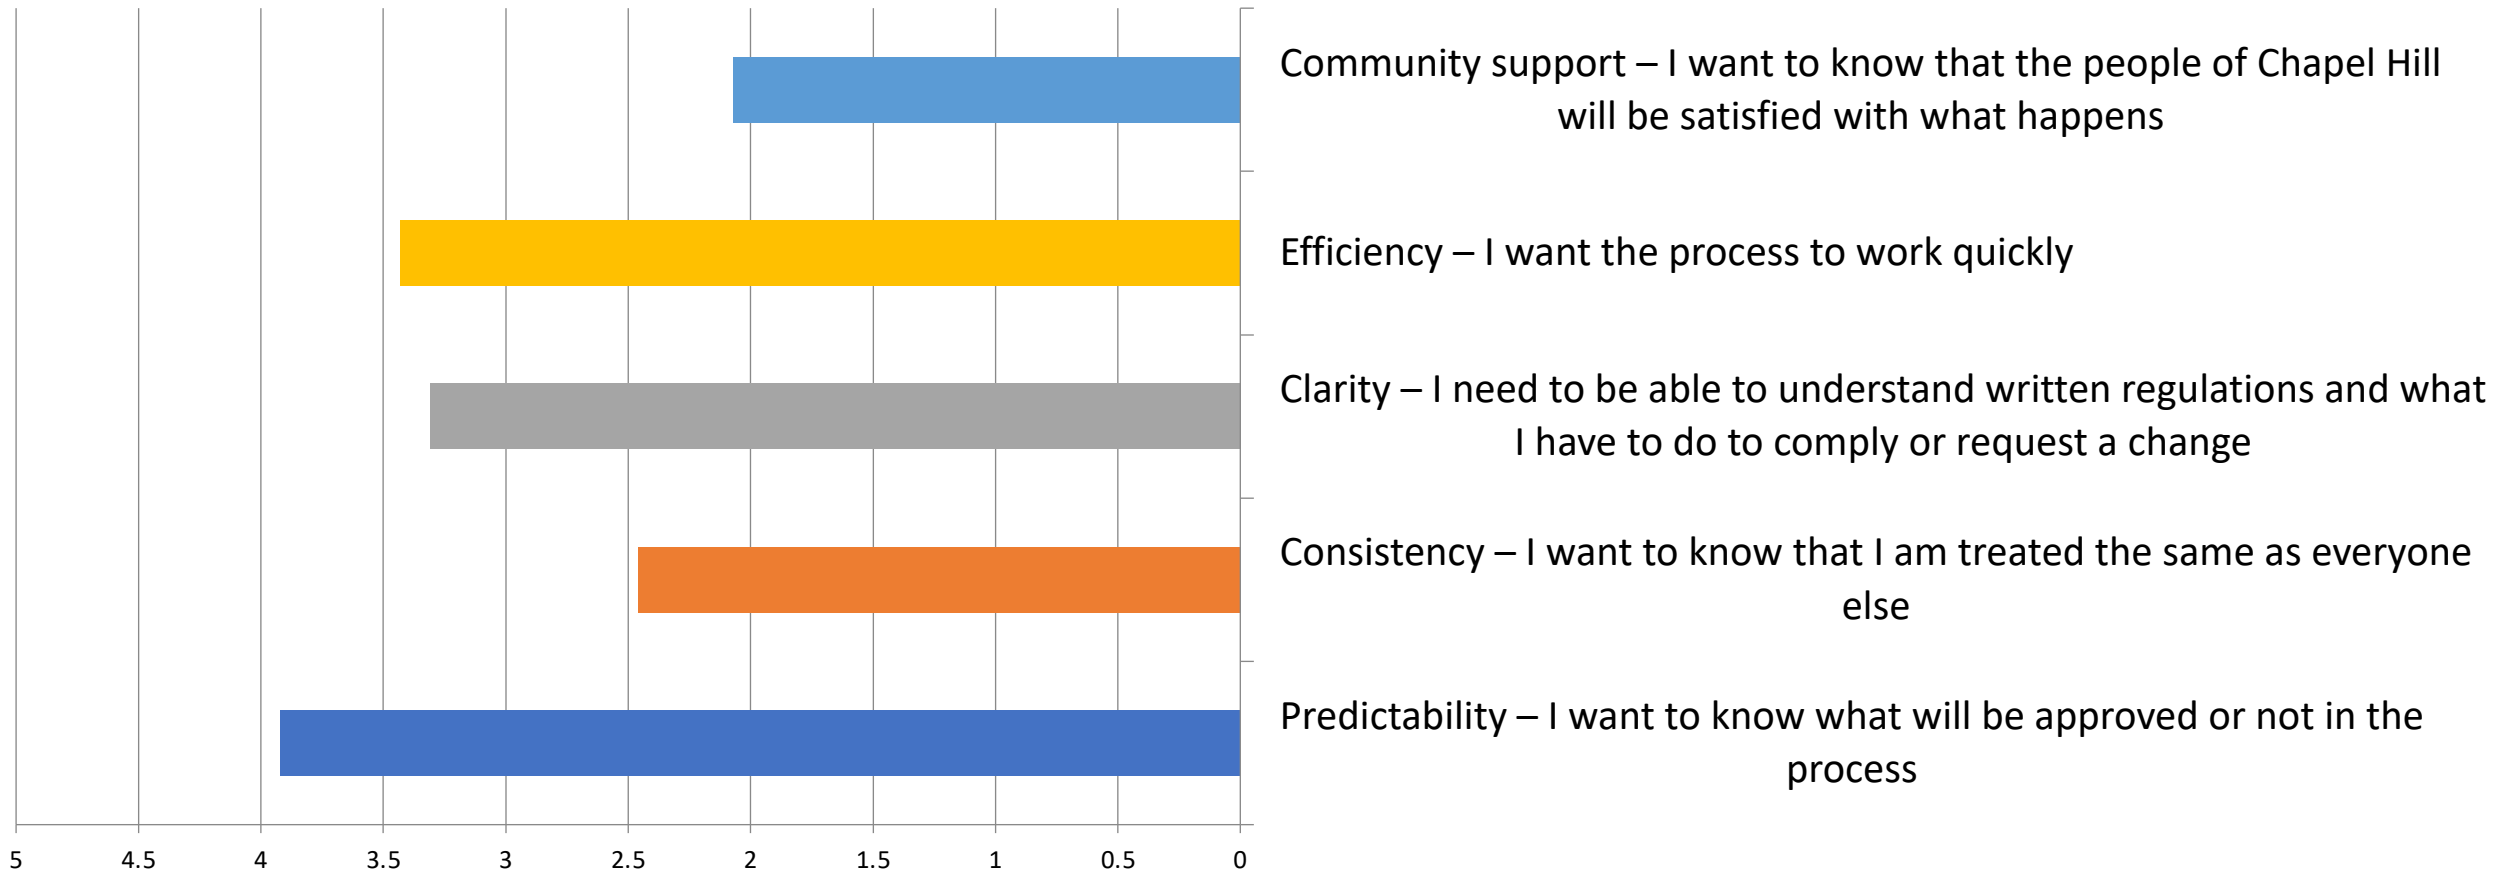 Community support – I want to know that the people of Chapel Hill
will be satisfied with what happens
Efficiency – I want the process to work quickly
Clarity – I need to be able to understand written regulations and what
I have to do to comply or request a change
Consistency – I want to know that I am treated the same as everyone
else
Predictability – I want to know what will be approved or not in the
process
5 4.5 4 3.5 3 2.5 2 1.5 1 0.5 0